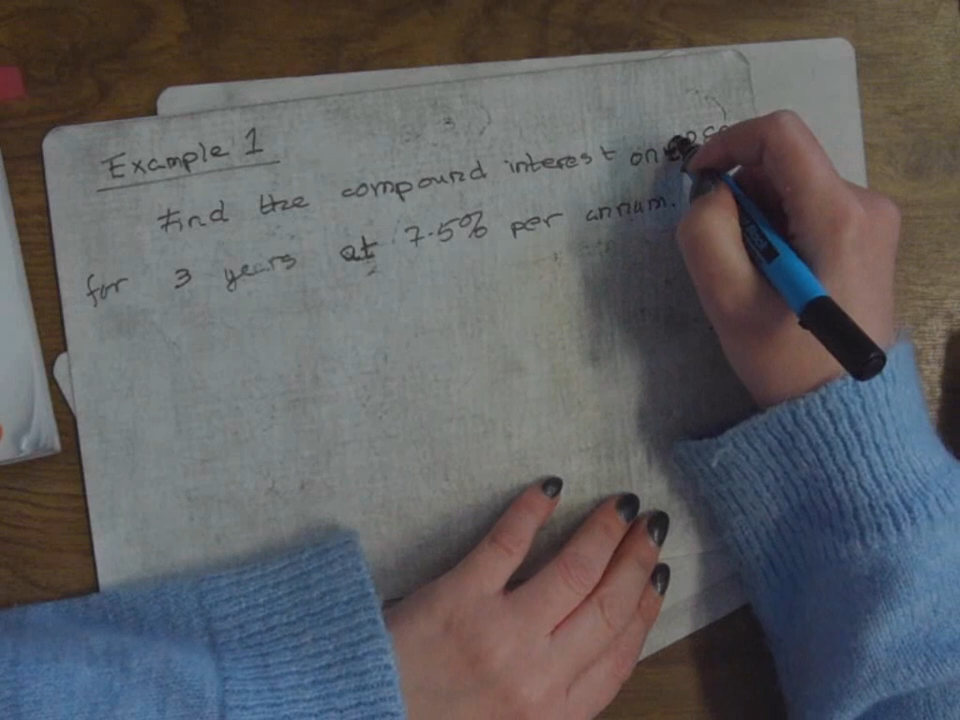 Example 1
Find the compound interest on
for 3 years at 7.5% per annum.